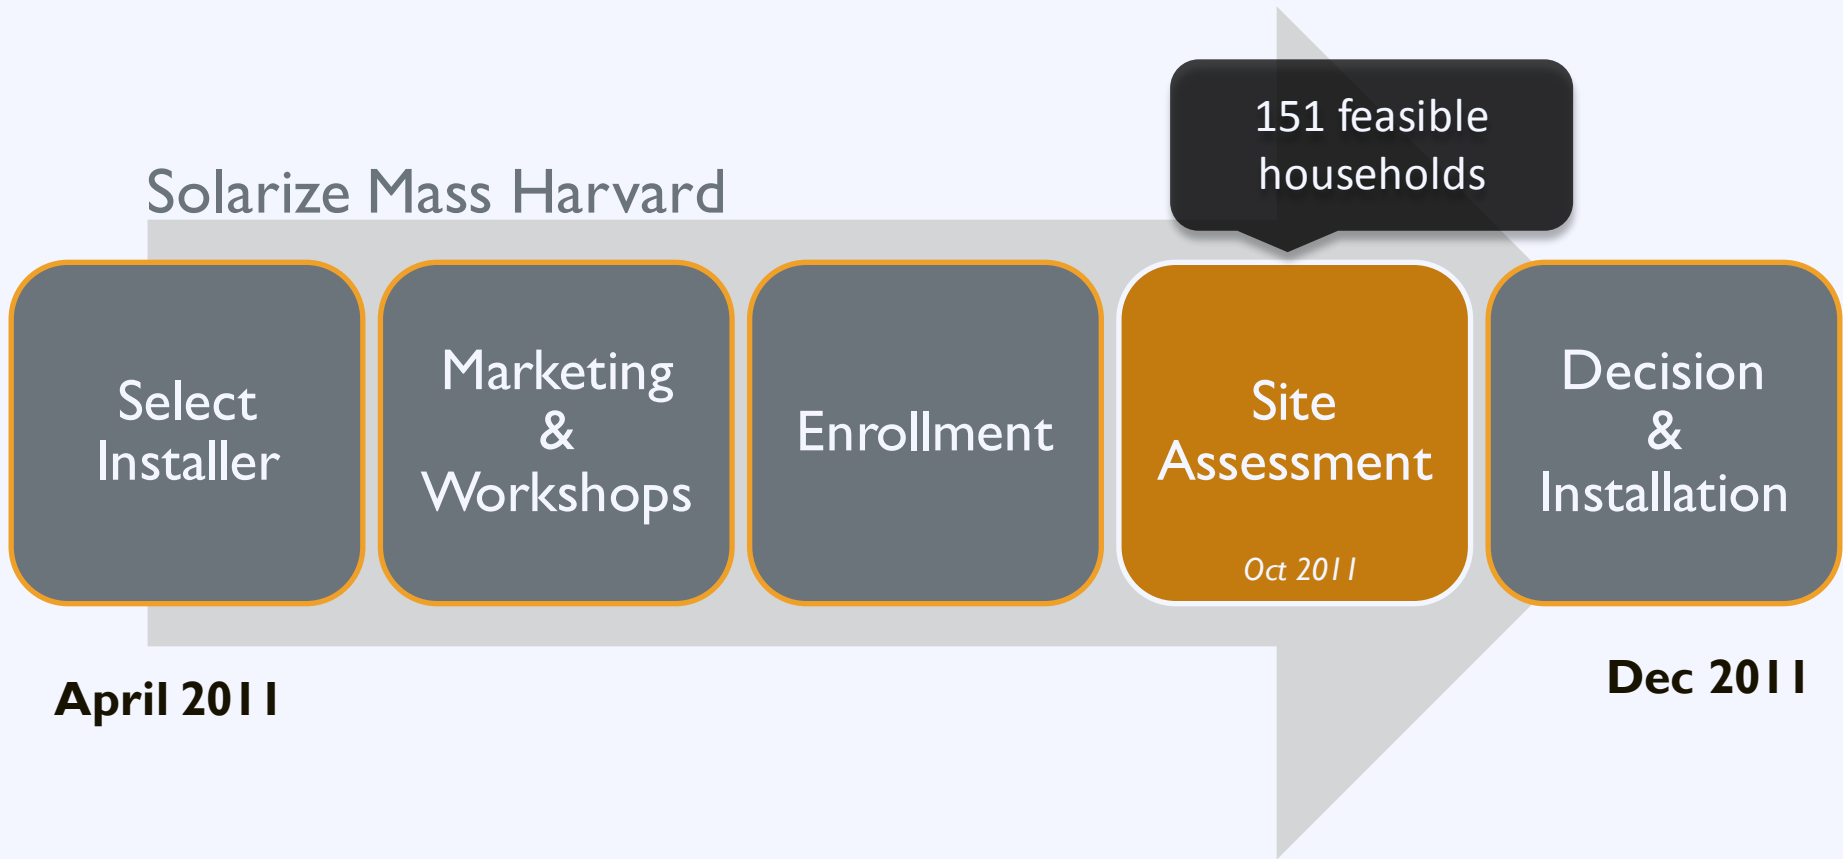 151 feasible
households
Solarize Mass Harvard
Select
Installer
Marketing
&
Workshops
Enrollment
Site
Assessment
Oct 2011
Decision
&
Installation
April 2011
Dec 2011